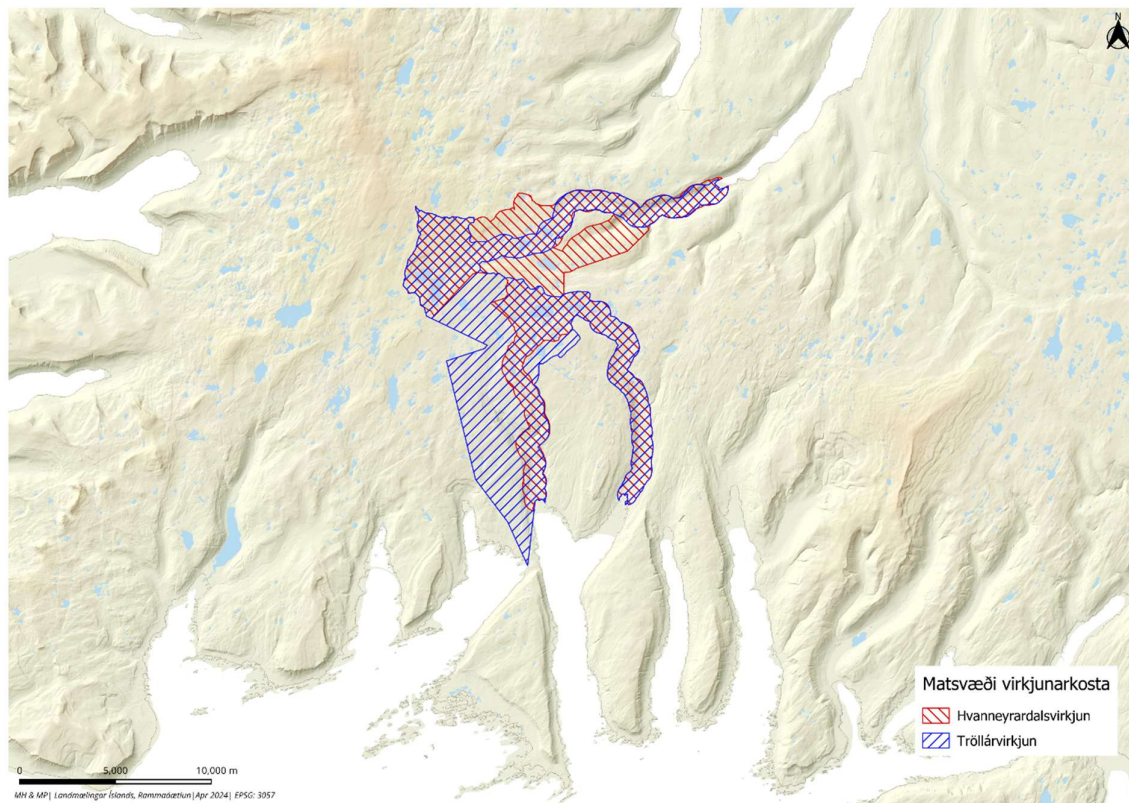 N
Matsvæði virkjunarkosta
Hvanneyrardalsvirkjun
Tröllárvirkjun
0 5,000 10,000 m
MH & MP| Landmælingar Íslands, Rammaáætlun|Apr 2024| EPSG: 3057